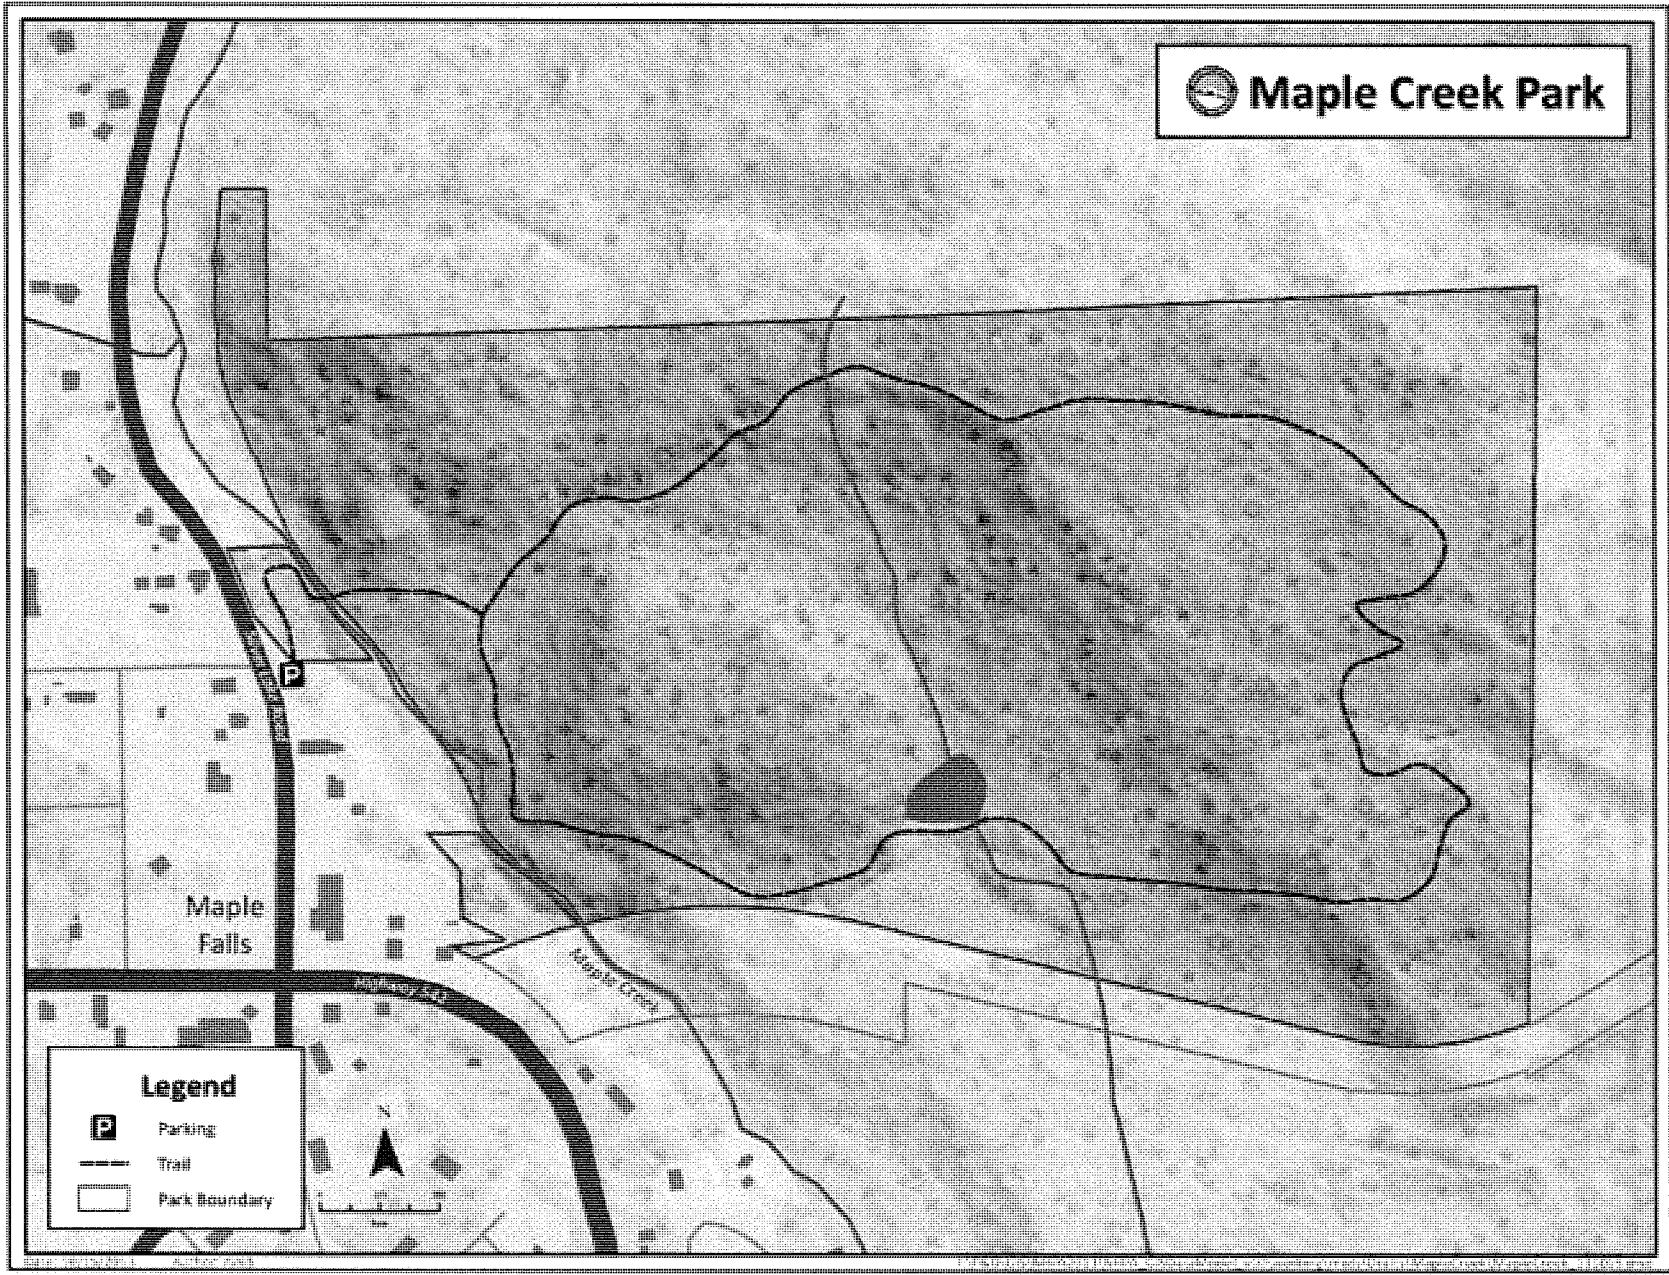 Maple Creek Park
P
Maple
Falls
Highway 542
Maple Creek
Legend
P Parking
Trail
Park Boundary
N